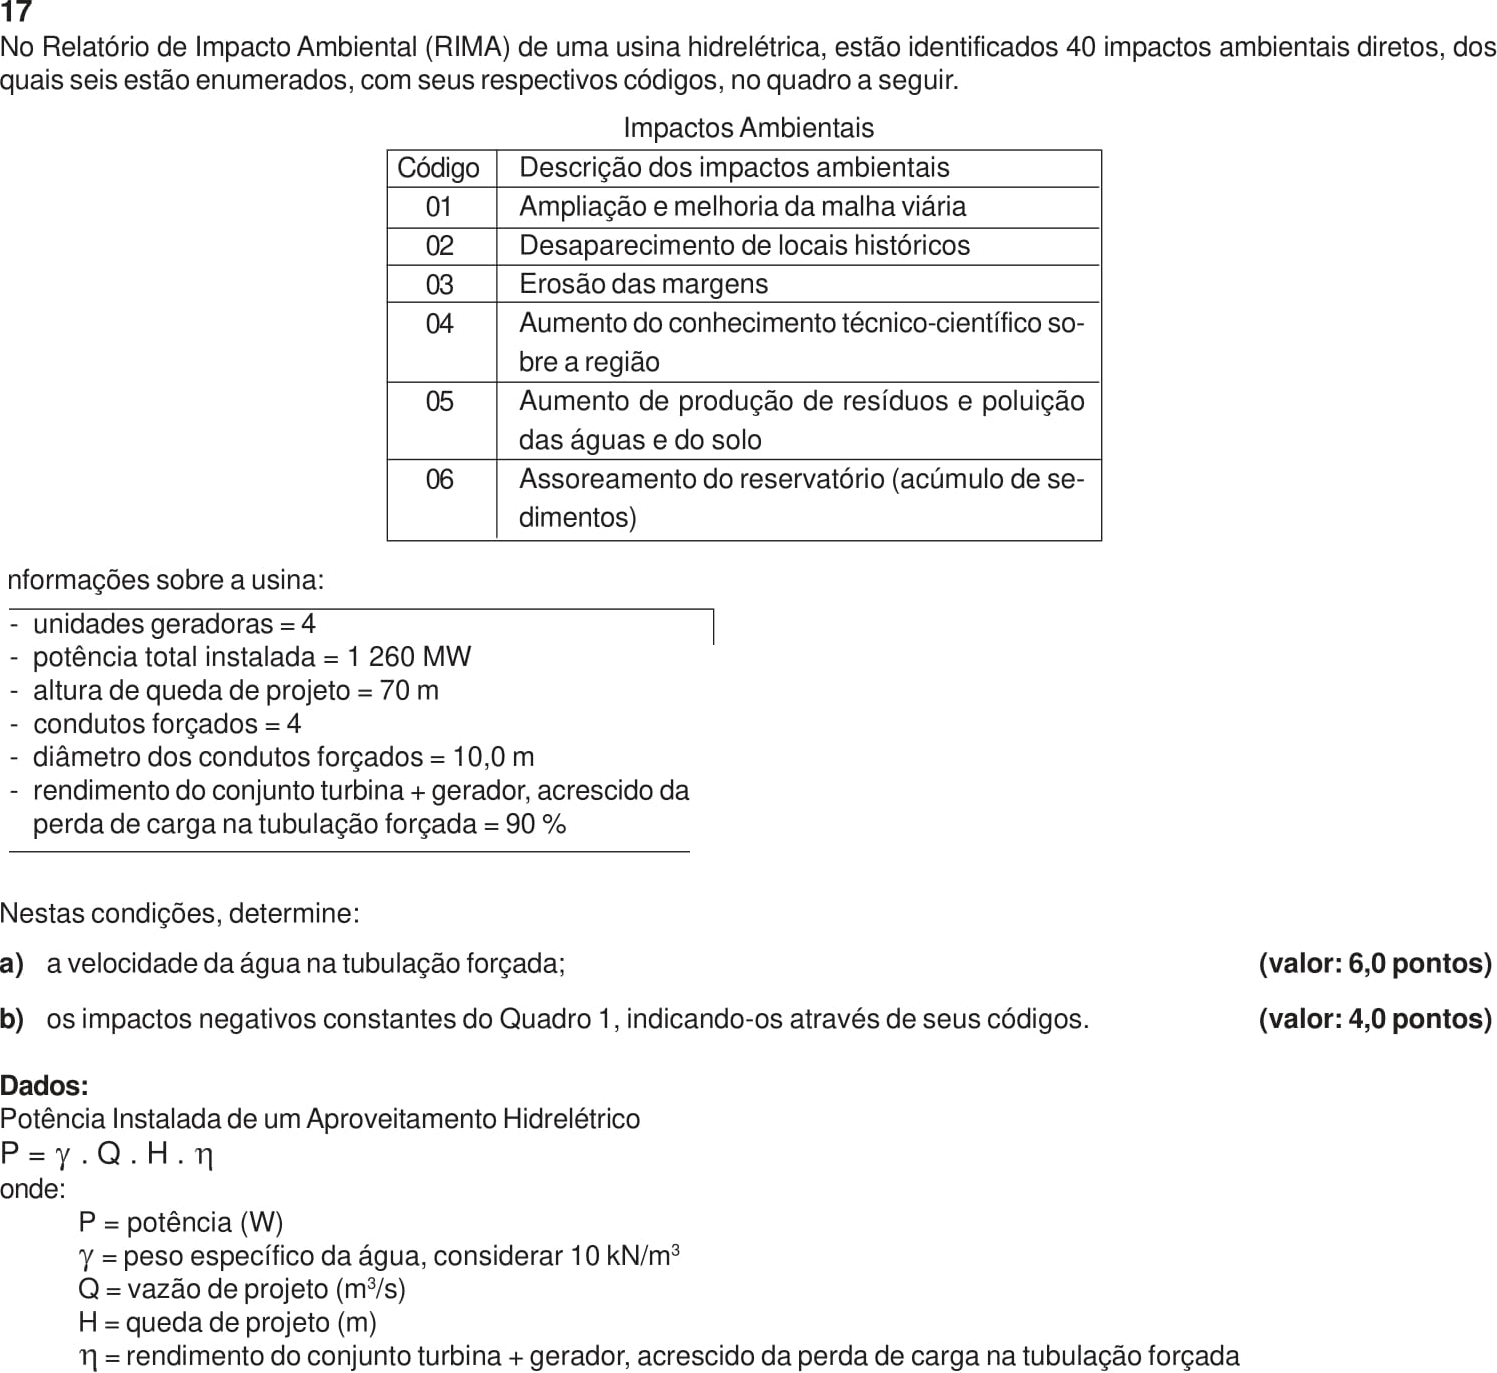 17
No Relatório de Impacto Ambiental (RIMA) de uma usina hidrelétrica, estão identificados 40 impactos ambientais diretos, dos
quais seis estão enumerados, com seus respectivos códigos, no quadro a seguir.
Impactos Ambientais
Código Descrição dos impactos ambientais
01 Ampliação e melhoria da malha viária
02 Desaparecimento de locais históricos
03 Erosão das margens
04 Aumento do conhecimento técnico-científico so-
bre a região
05 Aumento de produção de resíduos e poluição
das águas e do solo
06 Assoreamento do reservatório (acúmulo de se-
dimentos)
nformações sobre a usina:
- unidades geradoras = 4
- potência total instalada = 1 260 MW
- altura de queda de projeto = 70 m
- condutos forçados = 4
- diâmetro dos condutos forçados = 10,0 m
- rendimento do conjunto turbina + gerador, acrescido da
perda de carga na tubulação forçada = 90 %
Nestas condições, determine:
a) a velocidade da água na tubulação forçada; (valor: 6,0 pontos)
b) os impactos negativos constantes do Quadro 1, indicando-os através de seus códigos. (valor: 4,0 pontos)
Dados:
Potência Instalada de um Aproveitamento Hidrelétrico
P = γ . Q . H . η
onde:
P = potência (W)
γ = peso específico da água, considerar 10 kN/m³
Q = vazão de projeto (m³/s)
H = queda de projeto (m)
η = rendimento do conjunto turbina + gerador, acrescido da perda de carga na tubulação forçada